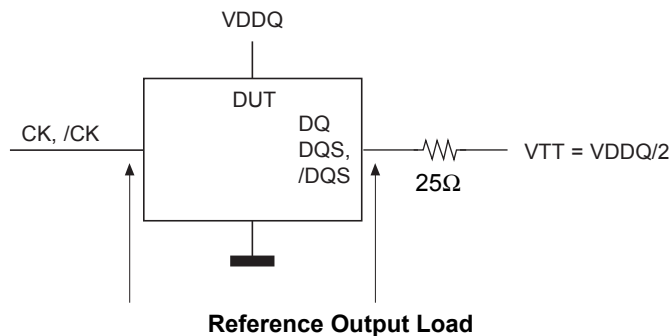 VDDQ
DUT
CK, /CK
DQ
DQS,
/DQS
25Ω
VTT = VDDQ/2
Reference Output Load